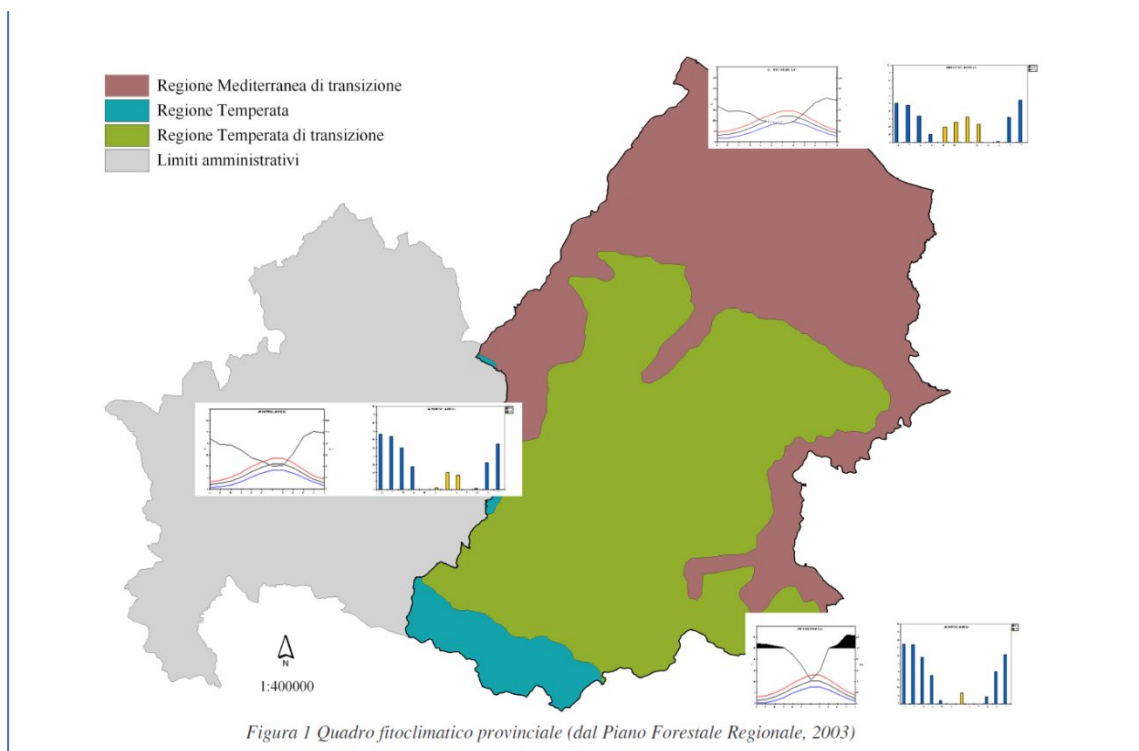 Regione Mediterranea di transizione
Regione Temperata
Regione Temperata di transizione
Limiti amministrativi
N
1:400000
Figura 1 Quadro fitoclimatico provinciale (dal Piano Forestale Regionale, 2003)